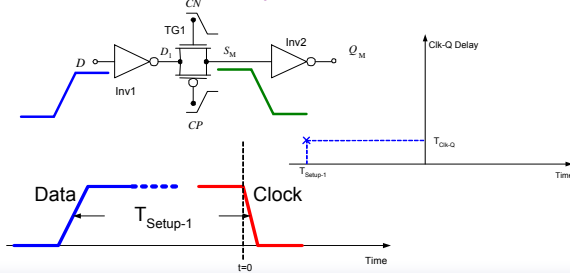 CN
TG1
Inv2
D
D1
SM
QM
Inv1
CP
Clk-Q Delay
TClk-Q
TSetup-1
Time
Data
Clock
TSetup-1
Time
t=0